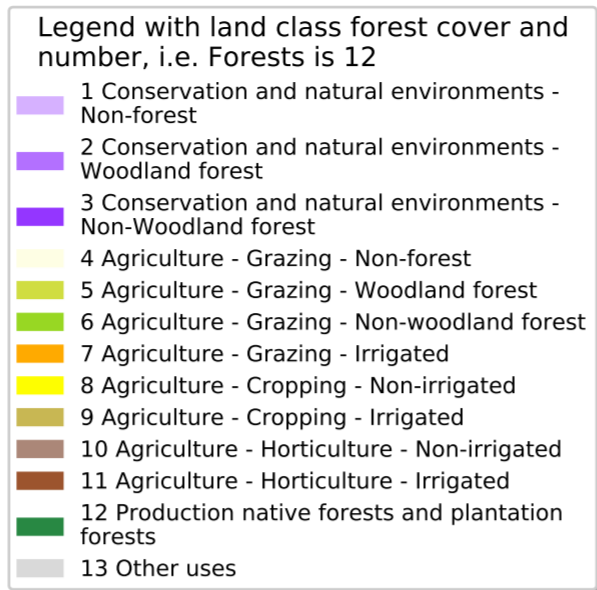 Legend with land class forest cover and
number, i.e. Forests is 12
1 Conservation and natural environments -
Non-forest
2 Conservation and natural environments -
Woodland forest
3 Conservation and natural environments -
Non-Woodland forest
4 Agriculture - Grazing - Non-forest
5 Agriculture - Grazing - Woodland forest
6 Agriculture - Grazing - Non-woodland forest
7 Agriculture - Grazing - Irrigated
8 Agriculture - Cropping - Non-irrigated
9 Agriculture - Cropping - Irrigated
10 Agriculture - Horticulture - Non-irrigated
11 Agriculture - Horticulture - Irrigated
12 Production native forests and plantation
forests
13 Other uses